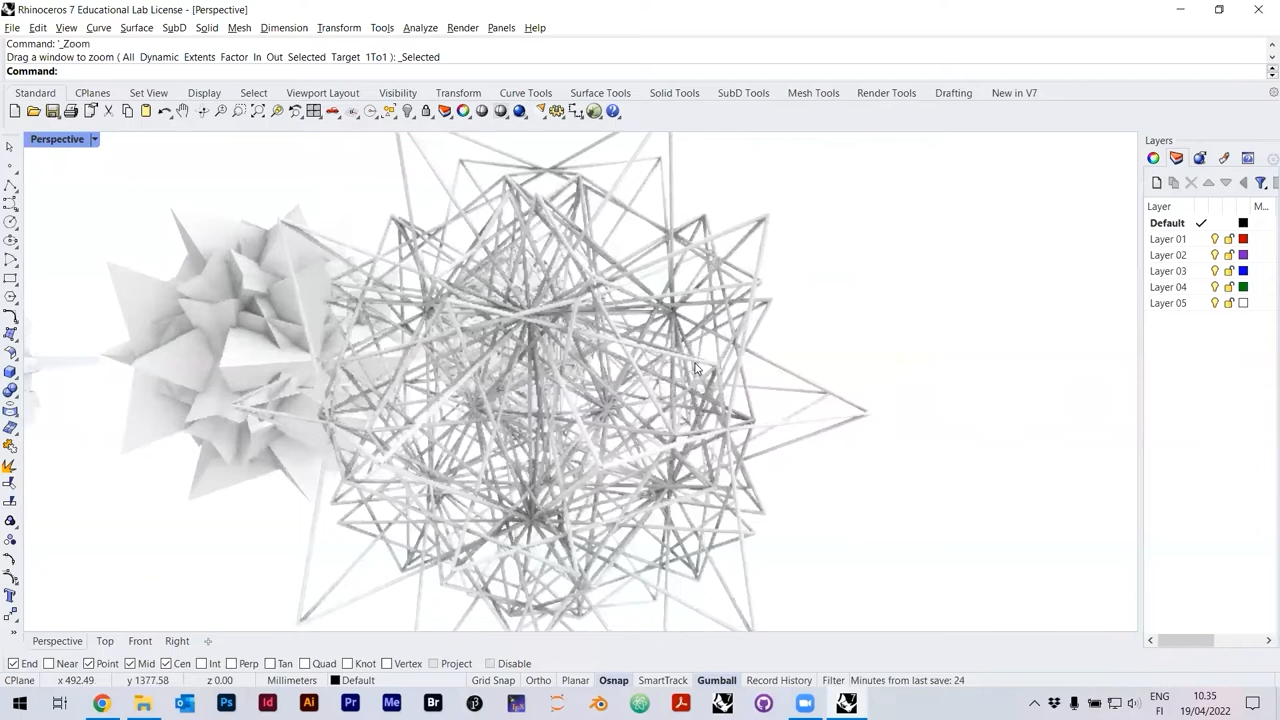 Rhinoceros 7 Educational Lab License - [Perspective]
File Edit View Curve Surface SubD Solid Mesh Dimension Transform Tools Analyze Render Panels Help
Command: '_Zoom
Drag a window to zoom ( All Dynamic Extents Factor In Out Selected Target 1To1 ): _Selected
Command:
Standard CPlanes Set View Display Select Viewport Layout Visibility Transform Curve Tools Surface Tools Solid Tools SubD Tools Mesh Tools Render Tools Drafting New in V7
Perspective
Layers
Layer M...
Default
Layer 01
Layer 02
Layer 03
Layer 04
Layer 05
Perspective Top Front Right
End Near Point Mid Cen Int Perp Tan Quad Knot Vertex Project Disable
CPlane x 492.49 y 1377.58 z 0.00 Millimeters Default Grid Snap Ortho Planar Osnap SmartTrack Gumball Record History Filter Minutes from last save: 24
Ps Id Ai Pr Me Br
ENG 10.35
FI 19/04/2022